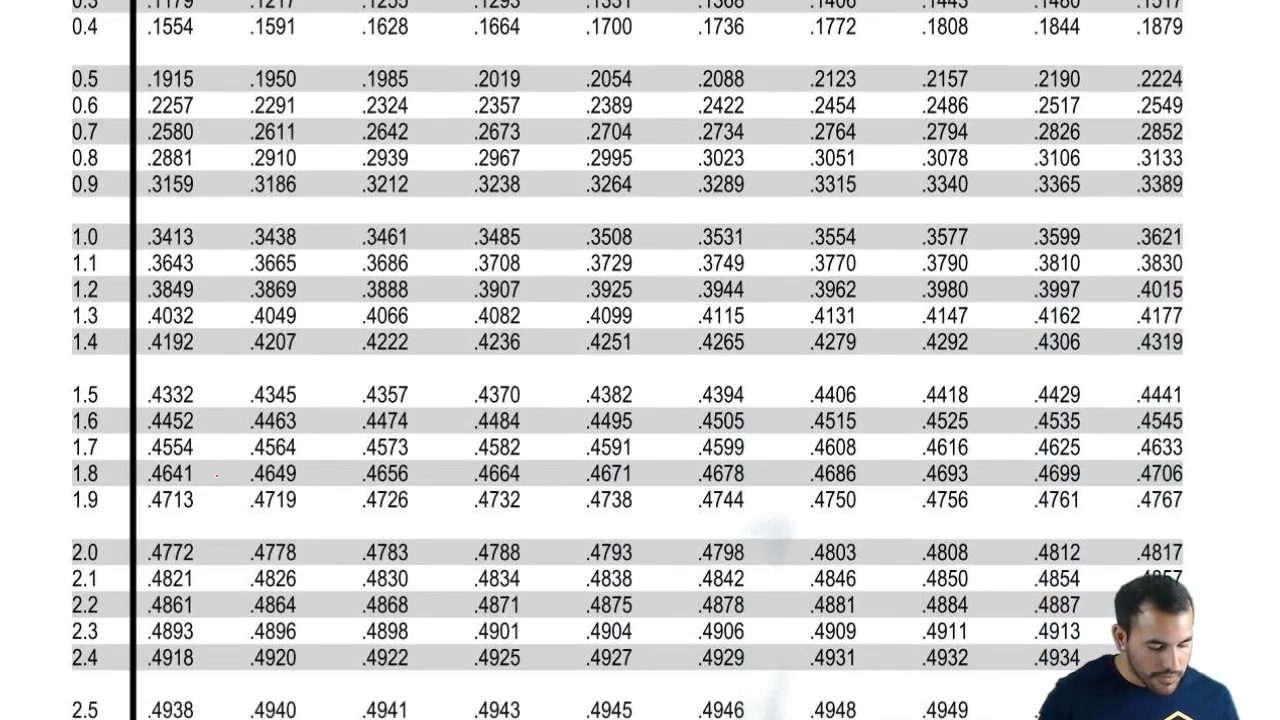 0.4 .1554 .1591 .1628 .1664 .1700 .1736 .1772 .1808 .1844 .1879
0.5 .1915 .1950 .1985 .2019 .2054 .2088 .2123 .2157 .2190 .2224
0.6 .2257 .2291 .2324 .2357 .2389 .2422 .2454 .2486 .2517 .2549
0.7 .2580 .2611 .2642 .2673 .2704 .2734 .2764 .2794 .2826 .2852
0.8 .2881 .2910 .2939 .2967 .2995 .3023 .3051 .3078 .3106 .3133
0.9 .3159 .3186 .3212 .3238 .3264 .3289 .3315 .3340 .3365 .3389
1.0 .3413 .3438 .3461 .3485 .3508 .3531 .3554 .3577 .3599 .3621
1.1 .3643 .3665 .3686 .3708 .3729 .3749 .3770 .3790 .3810 .3830
1.2 .3849 .3869 .3888 .3907 .3925 .3944 .3962 .3980 .3997 .4015
1.3 .4032 .4049 .4066 .4082 .4099 .4115 .4131 .4147 .4162 .4177
1.4 .4192 .4207 .4222 .4236 .4251 .4265 .4279 .4292 .4306 .4319
1.5 .4332 .4345 .4357 .4370 .4382 .4394 .4406 .4418 .4429 .4441
1.6 .4452 .4463 .4474 .4484 .4495 .4505 .4515 .4525 .4535 .4545
1.7 .4554 .4564 .4573 .4582 .4591 .4599 .4608 .4616 .4625 .4633
1.8 .4641 .4649 .4656 .4664 .4671 .4678 .4686 .4693 .4699 .4706
1.9 .4713 .4719 .4726 .4732 .4738 .4744 .4750 .4756 .4761 .4767
2.0 .4772 .4778 .4783 .4788 .4793 .4798 .4803 .4808 .4812 .4817
2.1 .4821 .4826 .4830 .4834 .4838 .4842 .4846 .4850 .4854
2.2 .4861 .4864 .4868 .4871 .4875 .4878 .4881 .4884 .4887
2.3 .4893 .4896 .4898 .4901 .4904 .4906 .4909 .4911 .4913
2.4 .4918 .4920 .4922 .4925 .4927 .4929 .4931 .4932 .4934
2.5 .4938 .4940 .4941 .4943 .4945 .4946 .4948 .4949